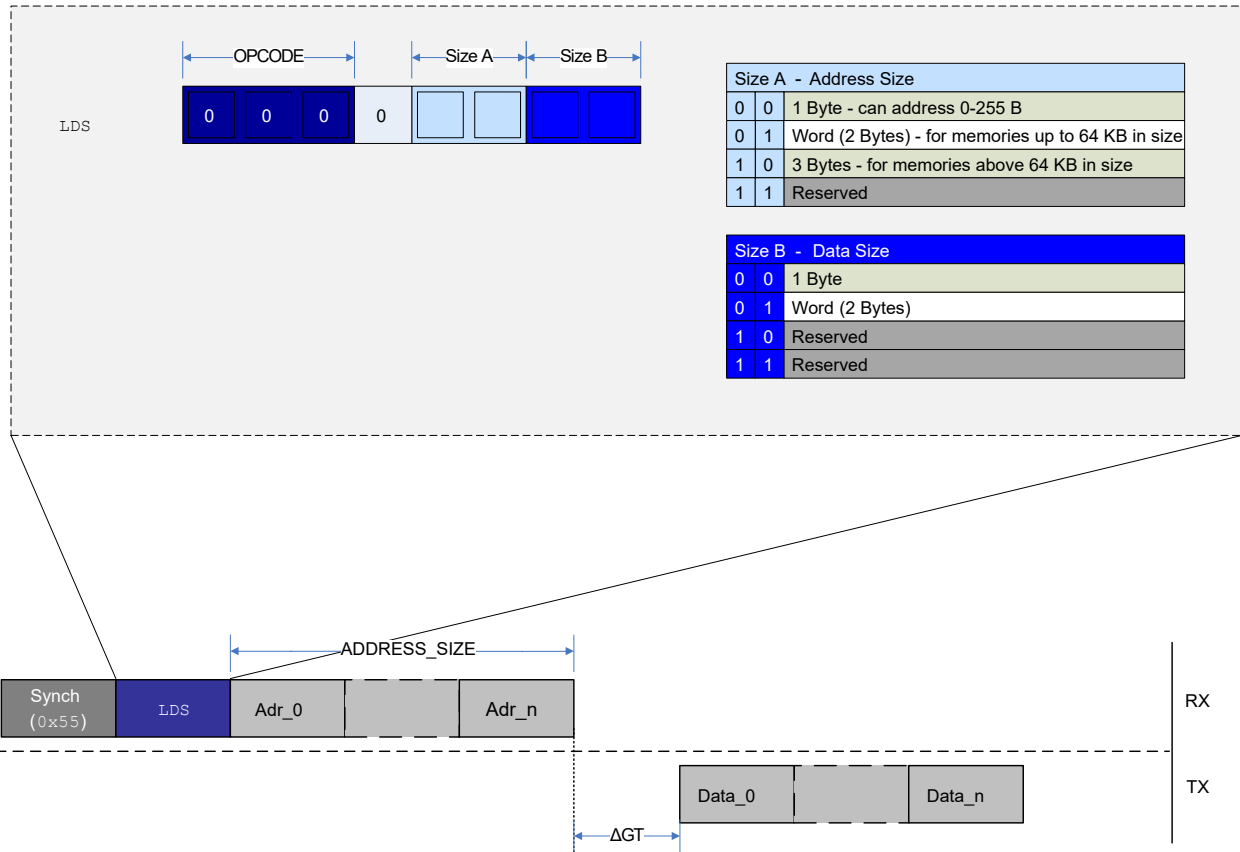 OPCODE Size A Size B
LDS
0 0 0 0
Size A - Address Size
0 0 1 Byte - can address 0-255 B
0 1 Word (2 Bytes) - for memories up to 64 KB in size
1 0 3 Bytes - for memories above 64 KB in size
1 1 Reserved
Size B - Data Size
0 0 1 Byte
0 1 Word (2 Bytes)
1 0 Reserved
1 1 Reserved
ADDRESS_SIZE
Synch
(0x55)
LDS
Adr_0
Adr_n
RX
Data_0
Data_n
TX
ΔGT